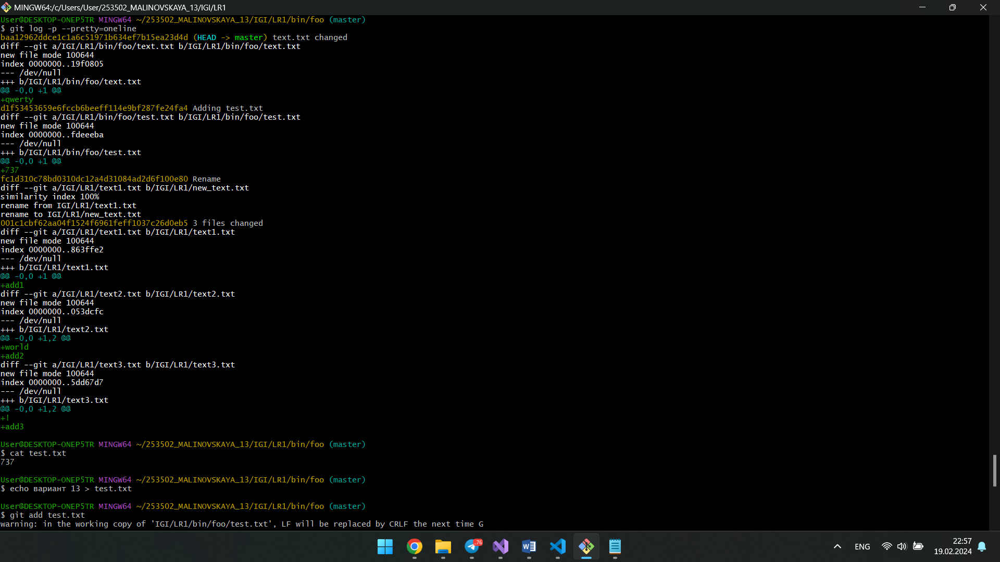 MINGW64:/c/Users/User/253502_MALINOVSKAYA_13/IGI/LR1
User@DESKTOP-ONEP5TR MINGW64 ~/253502_MALINOVSKAYA_13/IGI/LR1/bin/foo (master)
$ git log -p --pretty=oneline
baa12962ddce1c1a6c51971b634ef7b15ea23d4d (HEAD -> master) text.txt changed
diff --git a/IGI/LR1/bin/foo/text.txt b/IGI/LR1/bin/foo/text.txt
new file mode 100644
index 0000000..19f0805
--- /dev/null
+++ b/IGI/LR1/bin/foo/text.txt
@@ -0,0 +1 @@
+qwerty
d1f53453659e6fccb6beeff114e9bf287fe24fa4 Adding test.txt
diff --git a/IGI/LR1/bin/foo/test.txt b/IGI/LR1/bin/foo/test.txt
new file mode 100644
index 0000000..fdeeeba
--- /dev/null
+++ b/IGI/LR1/bin/foo/test.txt
@@ -0,0 +1 @@
+737
fc1d310c78bd0310dc12a4d31084ad2d6f100e80 Rename
diff --git a/IGI/LR1/text1.txt b/IGI/LR1/new_text.txt
similarity index 100%
rename from IGI/LR1/text1.txt
rename to IGI/LR1/new_text.txt
001c1cbf62aa04f1524f6961feff1037c26d0eb5 3 files changed
diff --git a/IGI/LR1/text1.txt b/IGI/LR1/text1.txt
new file mode 100644
index 0000000..863ffe2
--- /dev/null
+++ b/IGI/LR1/text1.txt
@@ -0,0 +1 @@
+add1
diff --git a/IGI/LR1/text2.txt b/IGI/LR1/text2.txt
new file mode 100644
index 0000000..053dcfc
--- /dev/null
+++ b/IGI/LR1/text2.txt
@@ -0,0 +1,2 @@
+world
+add2
diff --git a/IGI/LR1/text3.txt b/IGI/LR1/text3.txt
new file mode 100644
index 0000000..5dd67d7
--- /dev/null
+++ b/IGI/LR1/text3.txt
@@ -0,0 +1,2 @@
+!
+add3
User@DESKTOP-ONEP5TR MINGW64 ~/253502_MALINOVSKAYA_13/IGI/LR1/bin/foo (master)
$ cat test.txt
737
User@DESKTOP-ONEP5TR MINGW64 ~/253502_MALINOVSKAYA_13/IGI/LR1/bin/foo (master)
$ echo вариант 13 > test.txt
User@DESKTOP-ONEP5TR MINGW64 ~/253502_MALINOVSKAYA_13/IGI/LR1/bin/foo (master)
$ git add test.txt
warning: in the working copy of 'IGI/LR1/bin/foo/test.txt', LF will be replaced by CRLF the next time G
..76
W
ENG
22:57
19.02.2024